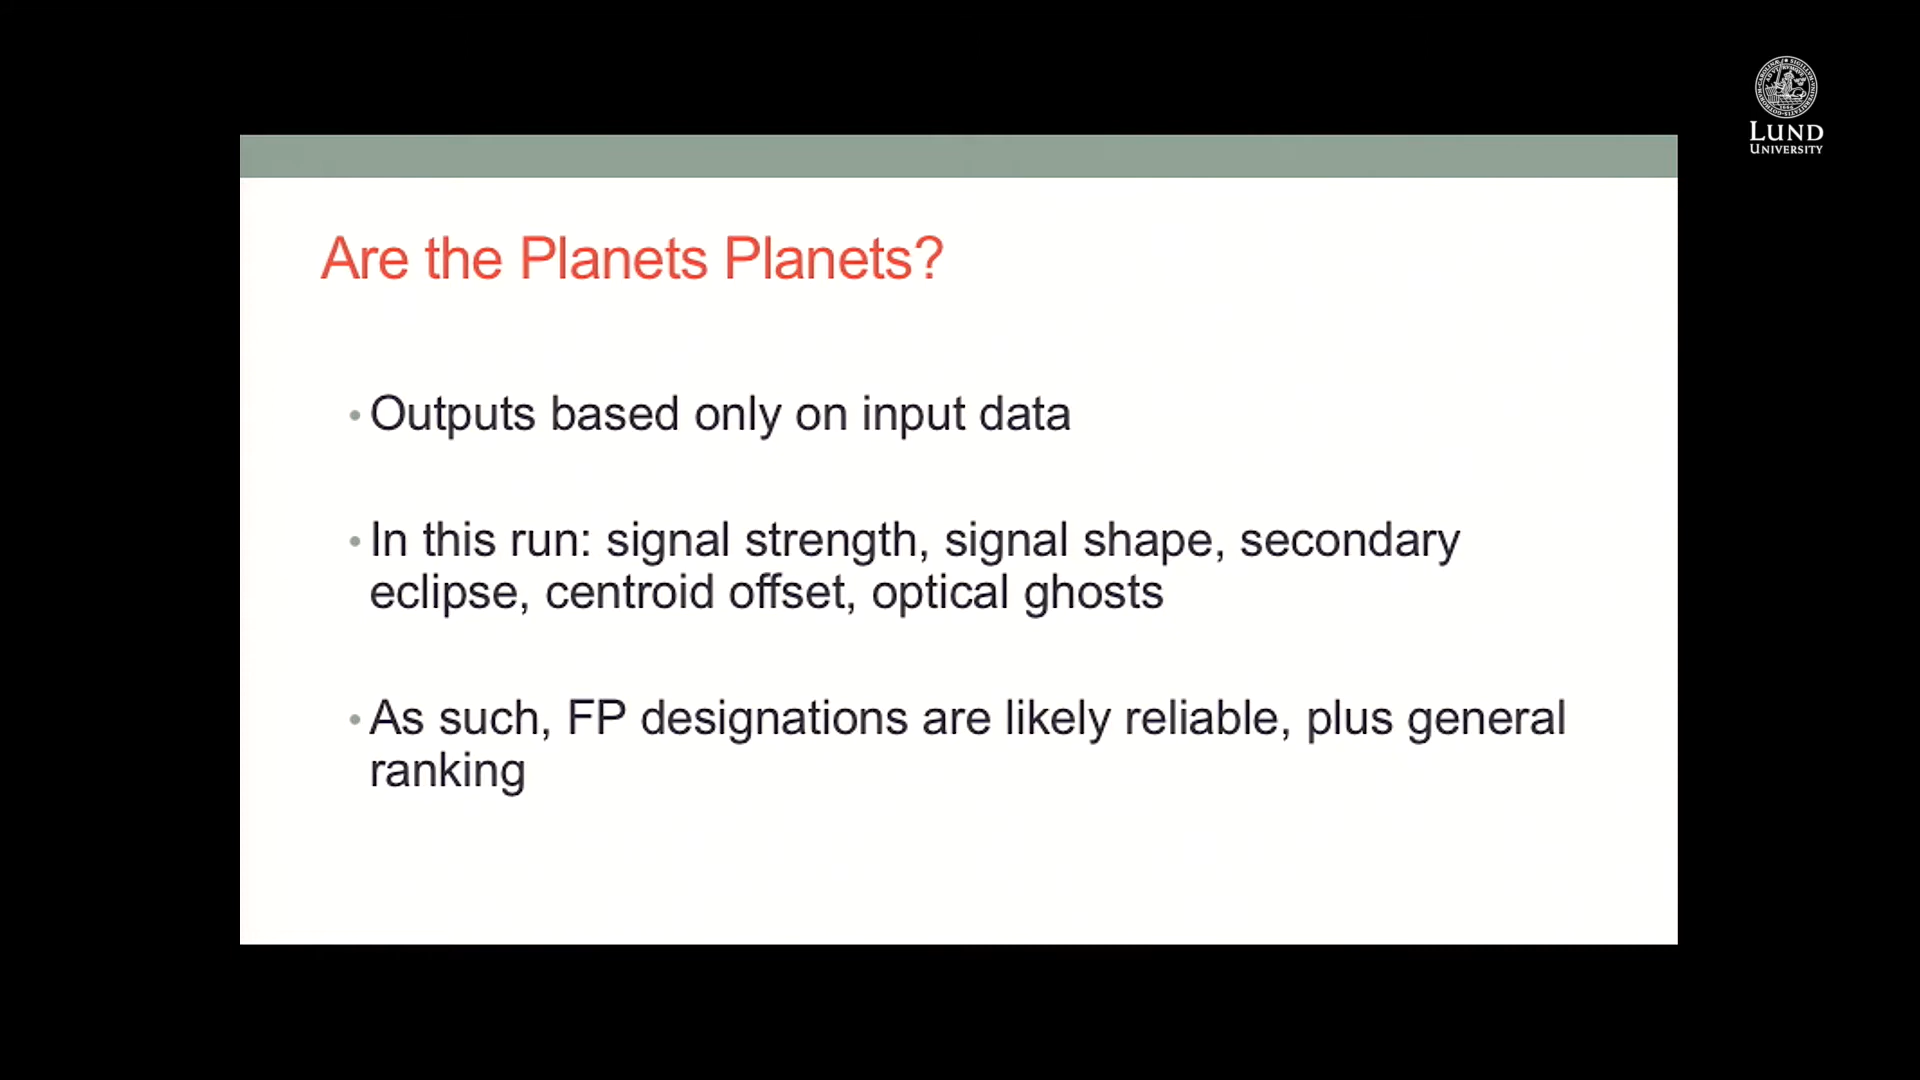 LUND
UNIVERSITY
Are the Planets Planets?
• Outputs based only on input data
• In this run: signal strength, signal shape, secondary
eclipse, centroid offset, optical ghosts
• As such, FP designations are likely reliable, plus general
ranking